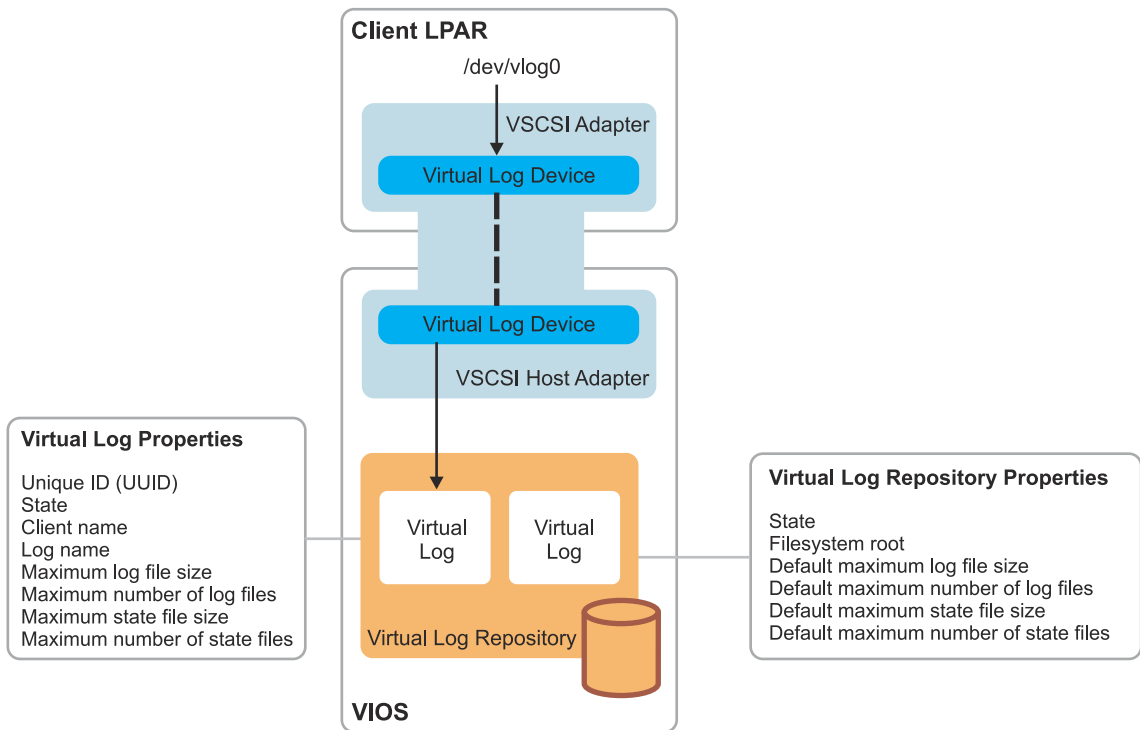 Client LPAR
/dev/vlog0
VSCSI Adapter
Virtual Log Device
Virtual Log Device
VSCSI Host Adapter
Virtual Log Properties
Unique ID (UUID)
State
Client name
Log name
Maximum log file size
Maximum number of log files
Maximum state file size
Maximum number of state files
Virtual
Log
Virtual
Log
Virtual Log Repository
VIOS
Virtual Log Repository Properties
State
Filesystem root
Default maximum log file size
Default maximum number of log files
Default maximum state file size
Default maximum number of state files